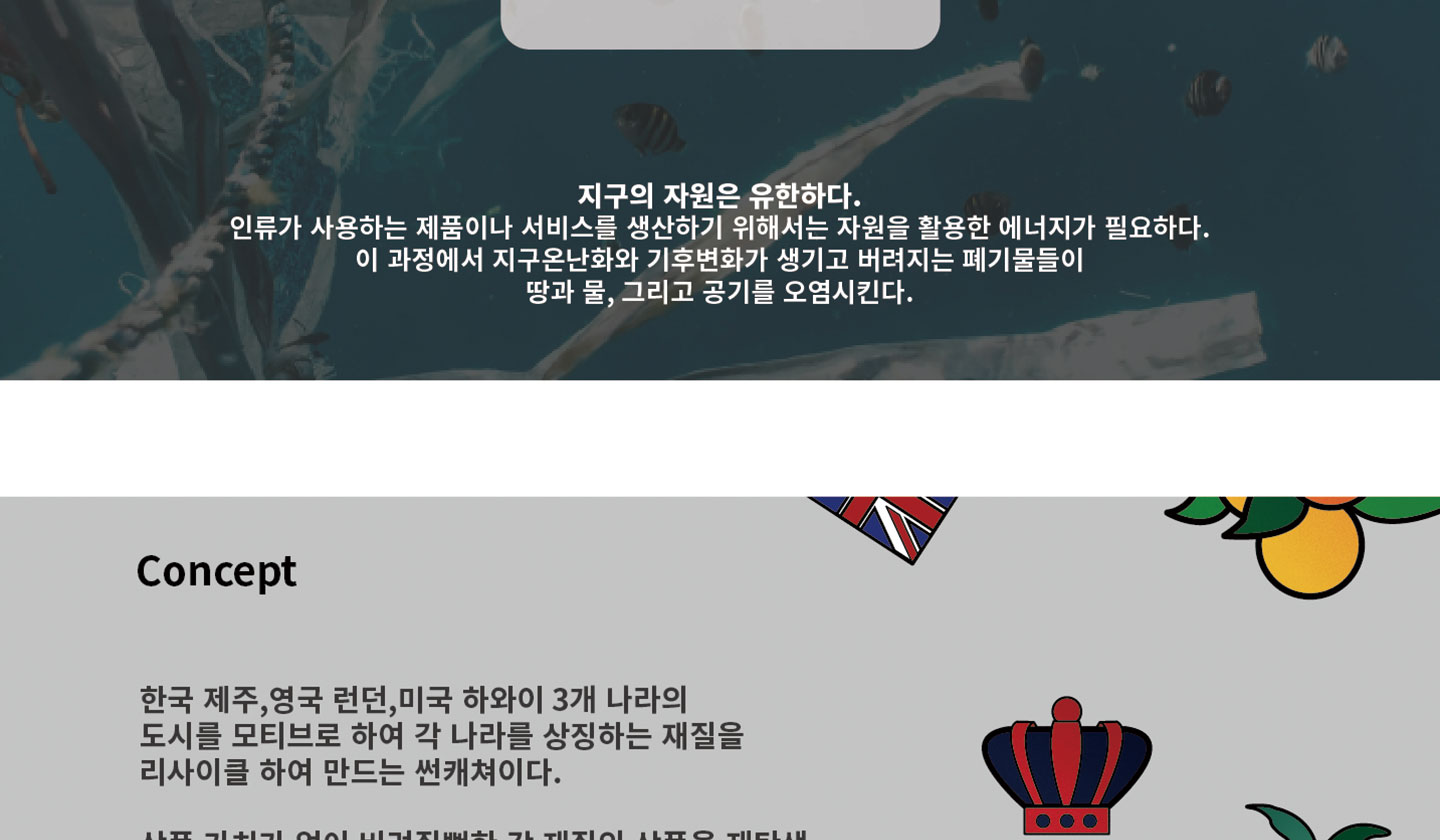 지구의 자원은 유한하다.
인류가 사용하는 제품이나 서비스를 생산하기 위해서는 자원을 활용한 에너지가 필요하다.
이 과정에서 지구온난화와 기후변화가 생기고 버려지는 폐기물들이
땅과 물, 그리고 공기를 오염시킨다.
Concept
한국 제주,영국 런던,미국 하와이 3개 나라의
도시를 모티브로 하여 각 나라를 상징하는 재질을
리사이클 하여 만드는 썬캐쳐이다.